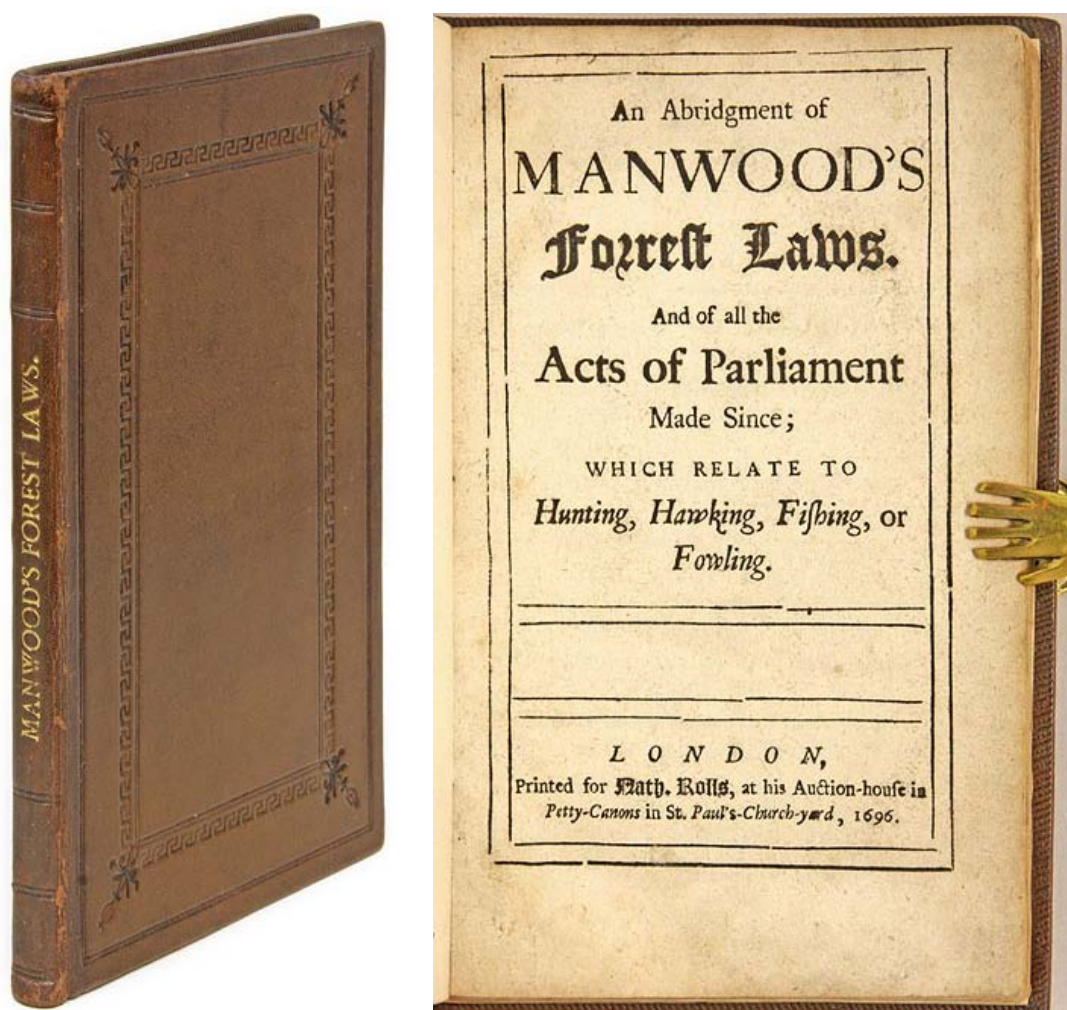 MANWOOD'S FOREST LAWS.
An Abridgment of
MANWOOD'S
Forreſt Laws.
And of all the
Acts of Parliament
Made Since;
WHICH RELATE TO
Hunting, Hawking, Fiſhing, or
Fowling.
LONDON,
Printed for Nath. Rolls, at his Auction-houſe in
Petty-Canons in St. Paul's-Church-yard, 1696.